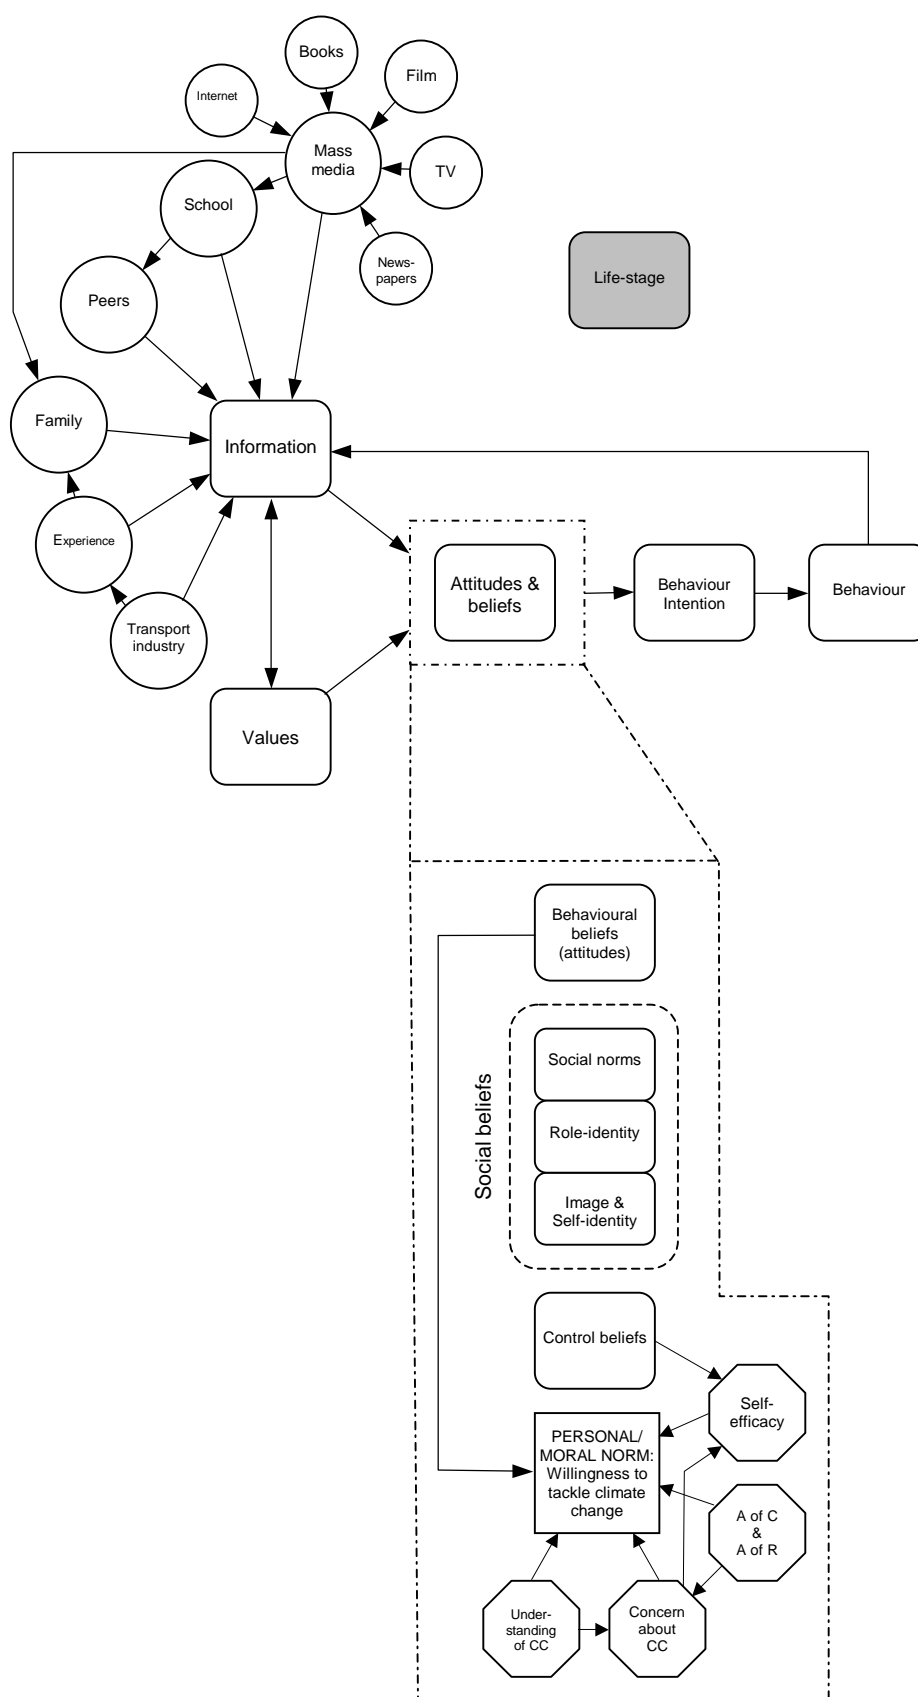 Books
Film
Internet
Mass
media
TV
School
News-
papers
Life-stage
Peers
Family
Information
Experience
Attitudes &
beliefs
Behaviour
Intention
Behaviour
Transport
industry
Values
Behavioural
beliefs
(attitudes)
Social beliefs
Social norms
Role-identity
Image &
Self-identity
Control beliefs
Self-
efficacy
PERSONAL/
MORAL NORM:
Willingness to
tackle climate
change
A of C
&
A of R
Under-
standing
of CC
Concern
about
CC